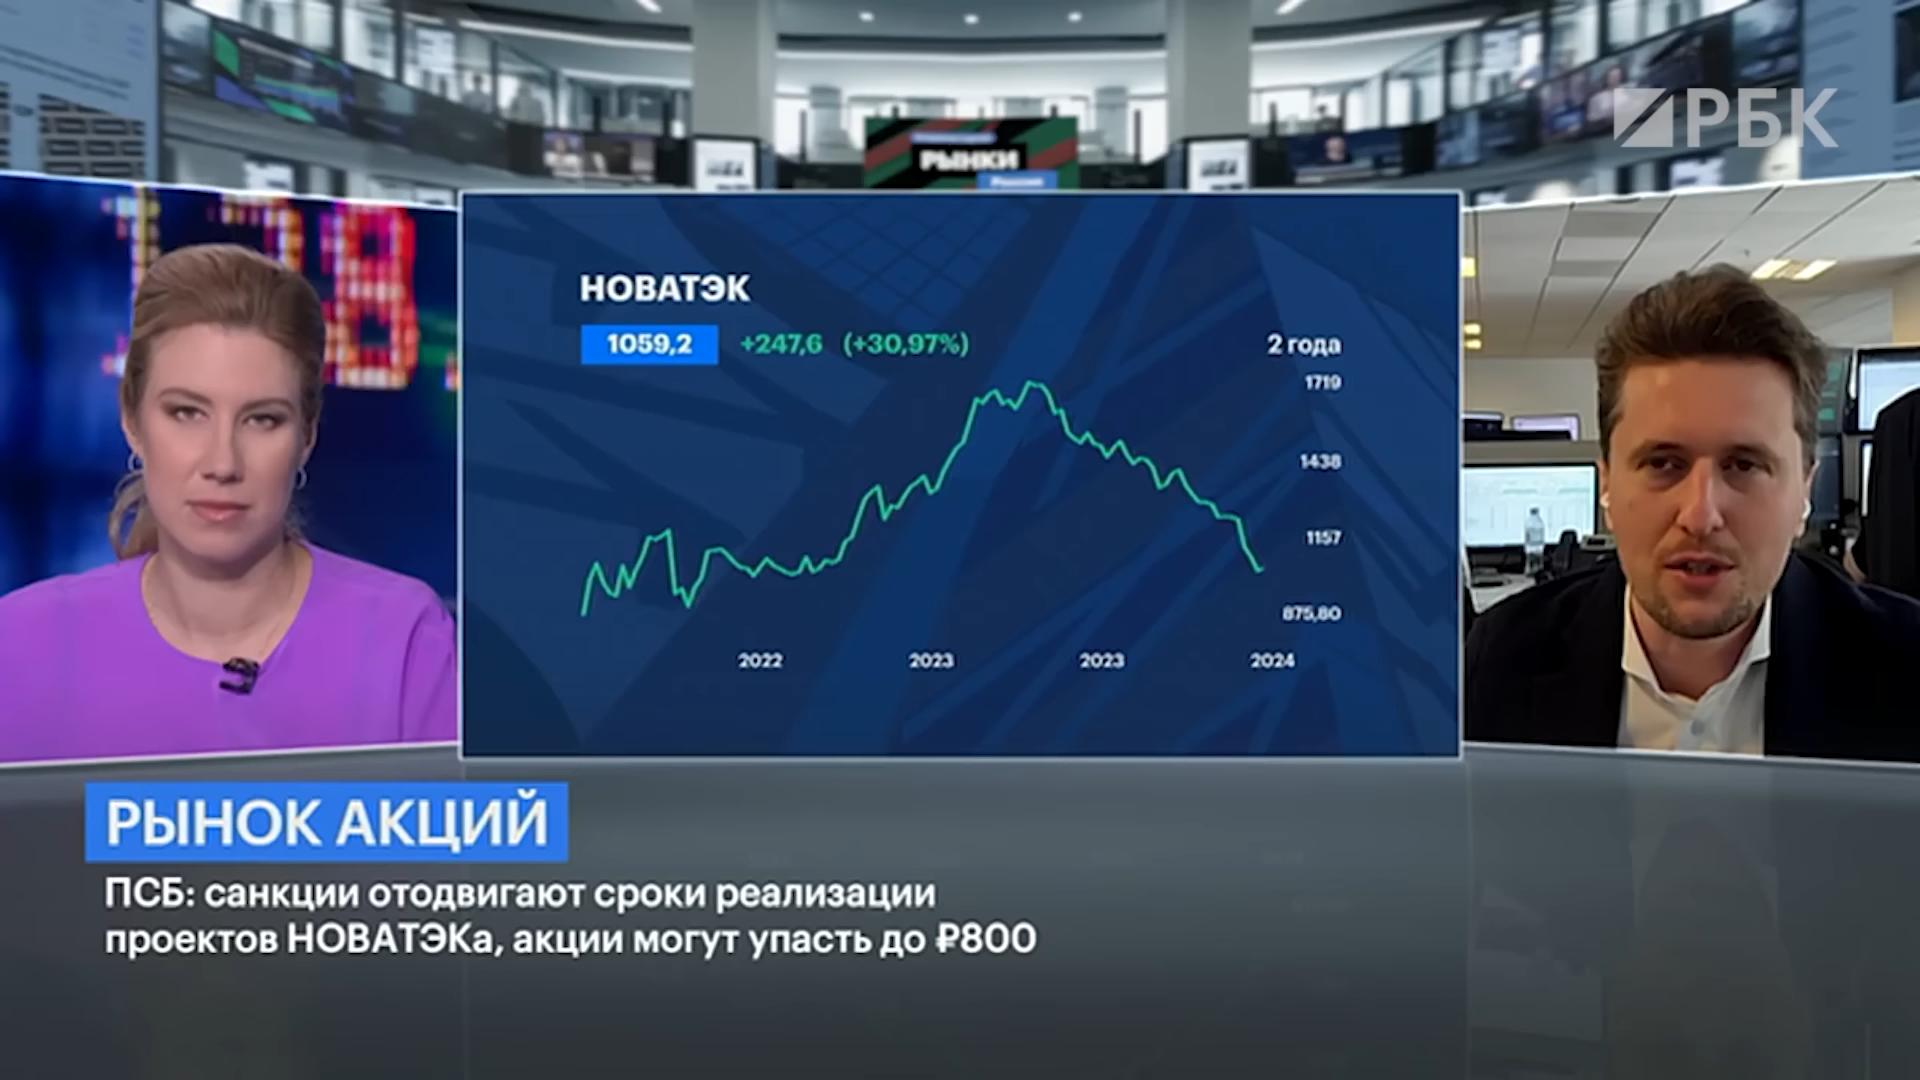 РБК
РЫНКИ
НОВАТЭК
1059,2 +247,6 (+30,97%) 2 года
1719
1438
1157
875,80
2022 2023 2023 2024
РЫНОК АКЦИЙ
ПСБ: санкции отодвигают сроки реализации
проектов НОВАТЭКа, акции могут упасть до ₽800